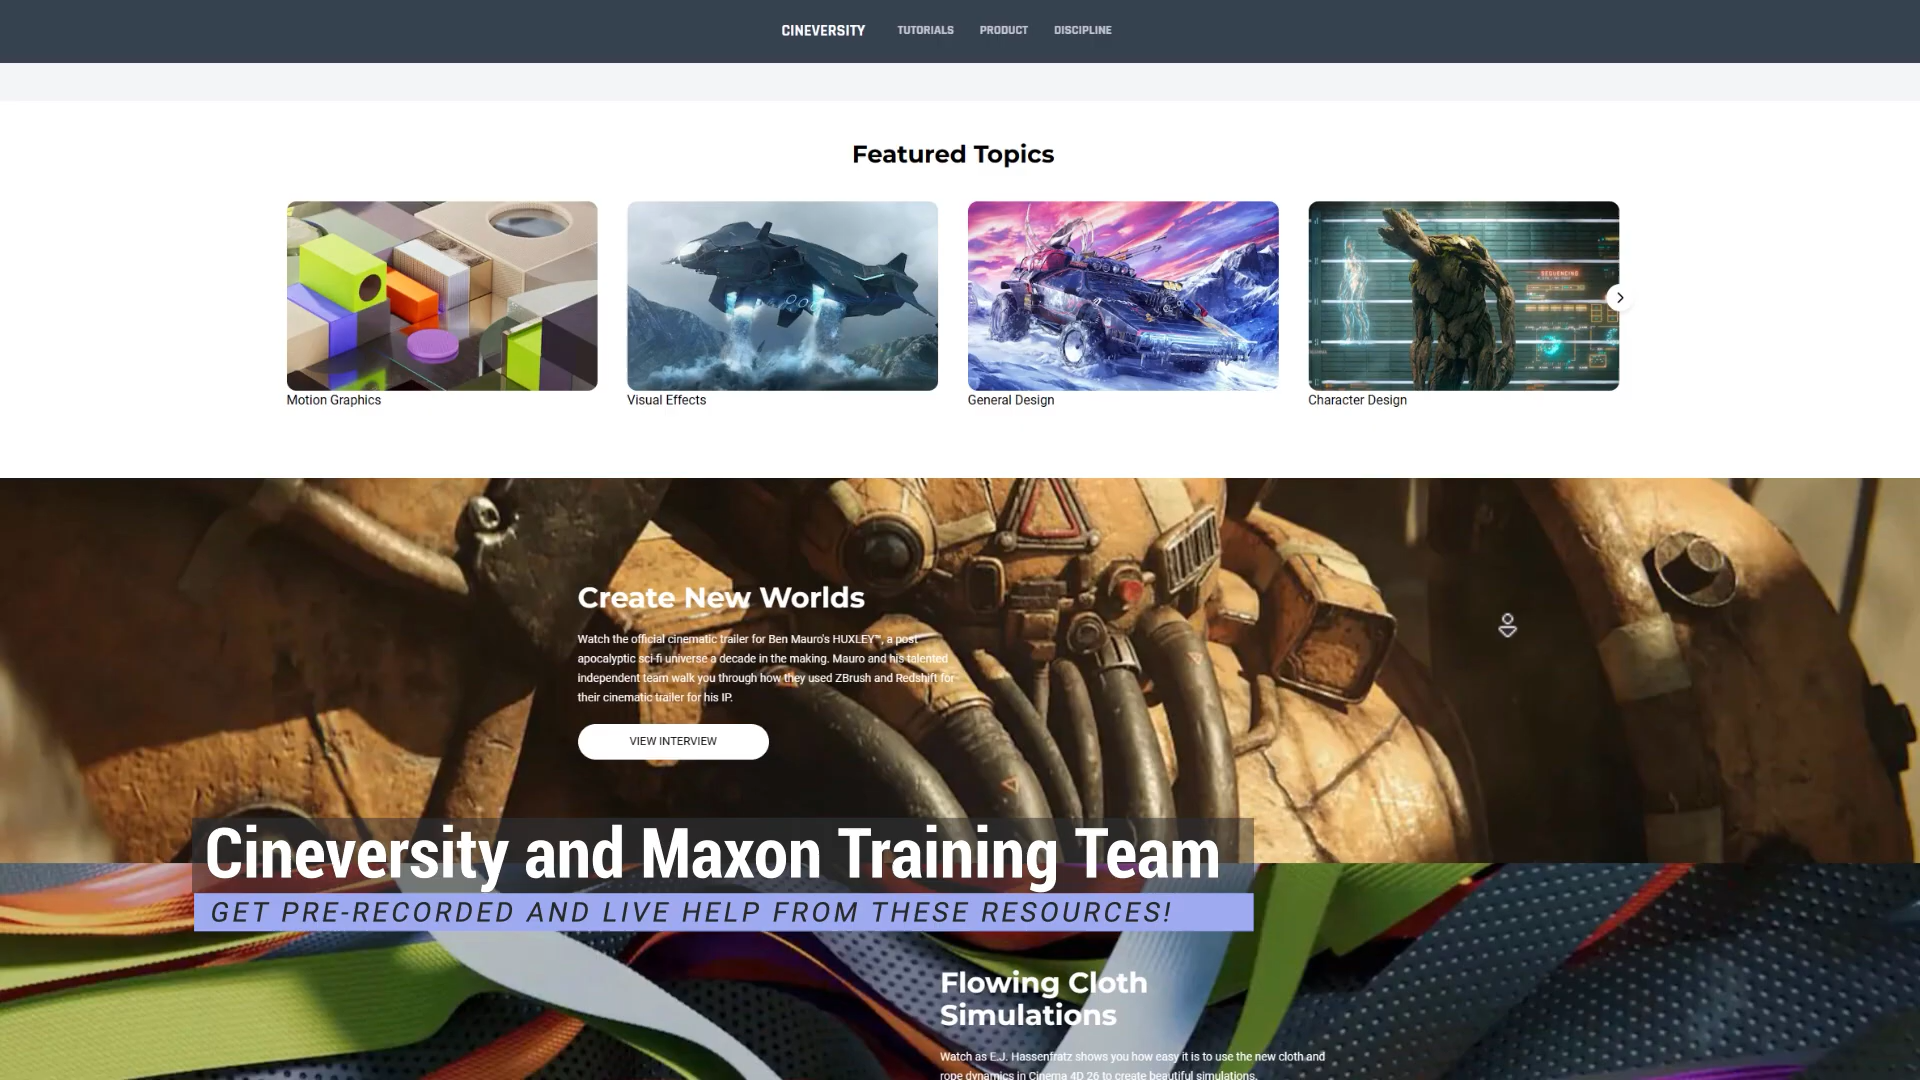 CINEVERSITY TUTORIALS PRODUCT DISCIPLINE
Featured Topics
SEQUENCING
Motion Graphics Visual Effects General Design Character Design
Create New Worlds
Watch the official cinematic trailer for Ben Mauro's HUXLEY™, a post
apocalyptic sci-fi universe a decade in the making. Mauro and his talented
independent team walk you through how they used ZBrush and Redshift for
their cinematic trailer for his IP.
VIEW INTERVIEW
Cineversity and Maxon Training Team
GET PRE-RECORDED AND LIVE HELP FROM THESE RESOURCES!
Flowing Cloth
Simulations
Watch as E.J. Hassenfratz shows you how easy it is to use the new cloth and
rope dynamics in Cinema 4D 26 to create beautiful simulations.